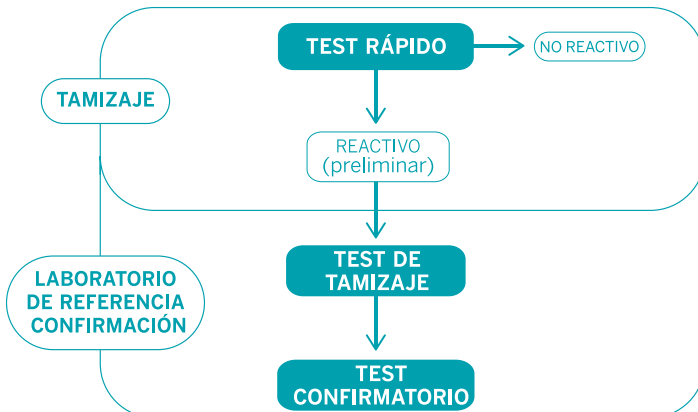 TEST RÁPIDO
NO REACTIVO
TAMIZAJE
REACTIVO
(preliminar)
TEST DE
TAMIZAJE
LABORATORIO
DE REFERENCIA
CONFIRMACIÓN
TEST
CONFIRMATORIO